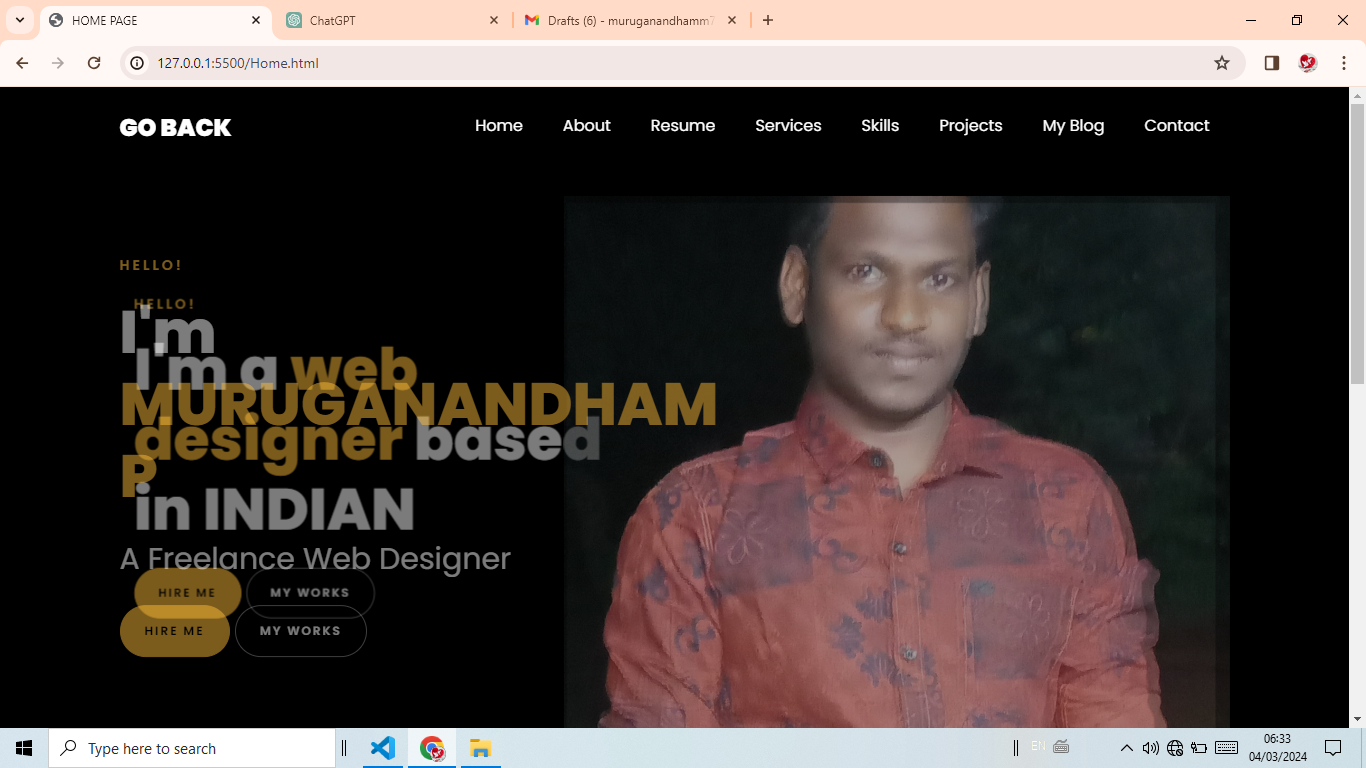 HOME PAGE
ChatGPT
Drafts (6) - muruganandhamm7
127.0.0.1:5500/Home.html
GO BACK
Home About Resume Services Skills Projects My Blog Contact
HELLO!
HELLO!
I'm
I'm a web
MURUGANANDHAM
designer based
P
in INDIAN
A Freelance Web Designer
HIRE ME MY WORKS
HIRE ME MY WORKS
Type here to search
EN
06:33
04/03/2024